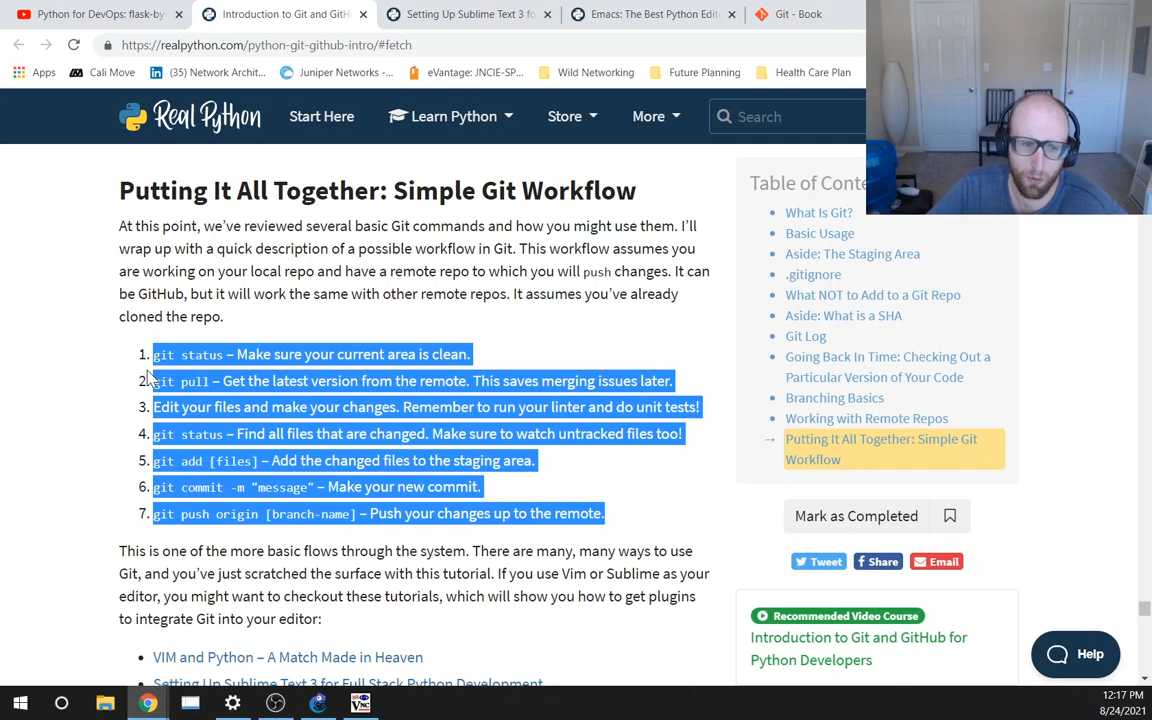 Python for DevOps: flask-by-
Introduction to Git and GitH
Setting Up Sublime Text 3 fo
Emacs: The Best Python Edit
Git - Book
https://realpython.com/python-git-github-intro/#fetch
Apps
Cali Move
(35) Network Archit...
Juniper Networks -...
eVantage: JNCIE-SP...
Wild Networking
Future Planning
Health Care Plan
Real Python
Start Here
Learn Python
Store
More
Search
Putting It All Together: Simple Git Workflow
At this point, we've reviewed several basic Git commands and how you might use them. I'll
wrap up with a quick description of a possible workflow in Git. This workflow assumes you
are working on your local repo and have a remote repo to which you will push changes. It can
be GitHub, but it will work the same with other remote repos. It assumes you've already
cloned the repo.
1. git status – Make sure your current area is clean.
2. git pull – Get the latest version from the remote. This saves merging issues later.
3. Edit your files and make your changes. Remember to run your linter and do unit tests!
4. git status – Find all files that are changed. Make sure to watch untracked files too!
5. git add [files] – Add the changed files to the staging area.
6. git commit -m "message" – Make your new commit.
7. git push origin [branch-name] – Push your changes up to the remote.
This is one of the more basic flows through the system. There are many, many ways to use
Git, and you've just scratched the surface with this tutorial. If you use Vim or Sublime as your
editor, you might want to checkout these tutorials, which will show you how to get plugins
to integrate Git into your editor:
• VIM and Python – A Match Made in Heaven
Setting Up Sublime Text 3 for Full Stack Python Development
Table of Conte
• What Is Git?
• Basic Usage
• Aside: The Staging Area
• .gitignore
• What NOT to Add to a Git Repo
• Aside: What is a SHA
• Git Log
• Going Back In Time: Checking Out a
Particular Version of Your Code
• Branching Basics
• Working with Remote Repos
→ Putting It All Together: Simple Git
Workflow
Mark as Completed
Tweet
Share
Email
Recommended Video Course
Introduction to Git and GitHub for
Python Developers
Help
12:17 PM
8/24/2021